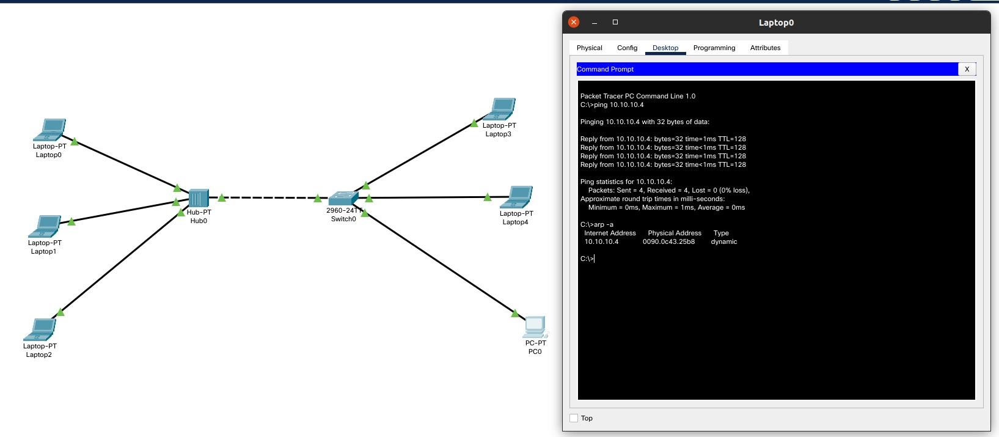 Laptop-PT
Laptop0
Laptop-PT
Laptop1
Laptop-PT
Laptop2
Hub-PT
Hub0
2960-24TT
Switch0
Laptop-PT
Laptop3
Laptop-PT
Laptop4
PC-PT
PC0
Laptop0
Physical Config Desktop Programming Attributes
Command Prompt X
Packet Tracer PC Command Line 1.0
C:\>ping 10.10.10.4
Pinging 10.10.10.4 with 32 bytes of data:
Reply from 10.10.10.4: bytes=32 time=1ms TTL=128
Reply from 10.10.10.4: bytes=32 time<1ms TTL=128
Reply from 10.10.10.4: bytes=32 time=1ms TTL=128
Reply from 10.10.10.4: bytes=32 time<1ms TTL=128
Ping statistics for 10.10.10.4:
Packets: Sent = 4, Received = 4, Lost = 0 (0% loss),
Approximate round trip times in milli-seconds:
Minimum = 0ms, Maximum = 1ms, Average = 0ms
C:\>arp -a
Internet Address Physical Address Type
10.10.10.4 0090.0c43.25b8 dynamic
C:\>
Top